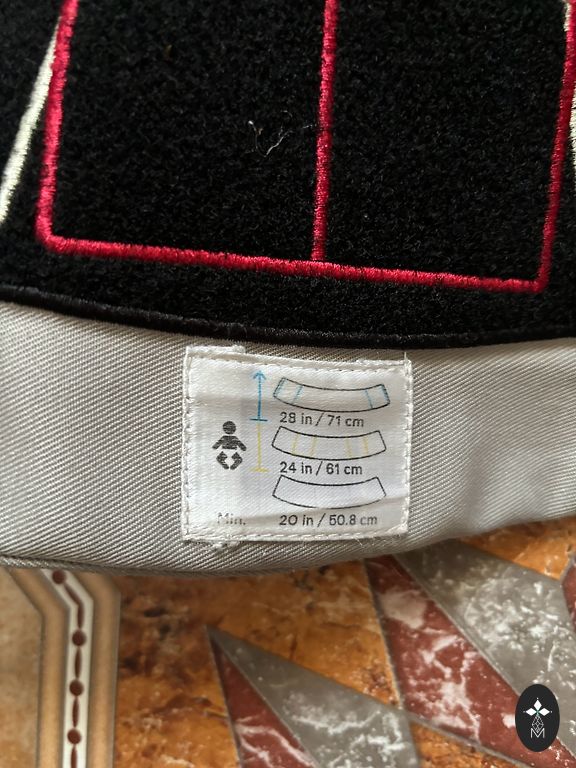 28 in / 71 cm
24 in / 61 cm
Min. 20 in / 50.8 cm
M